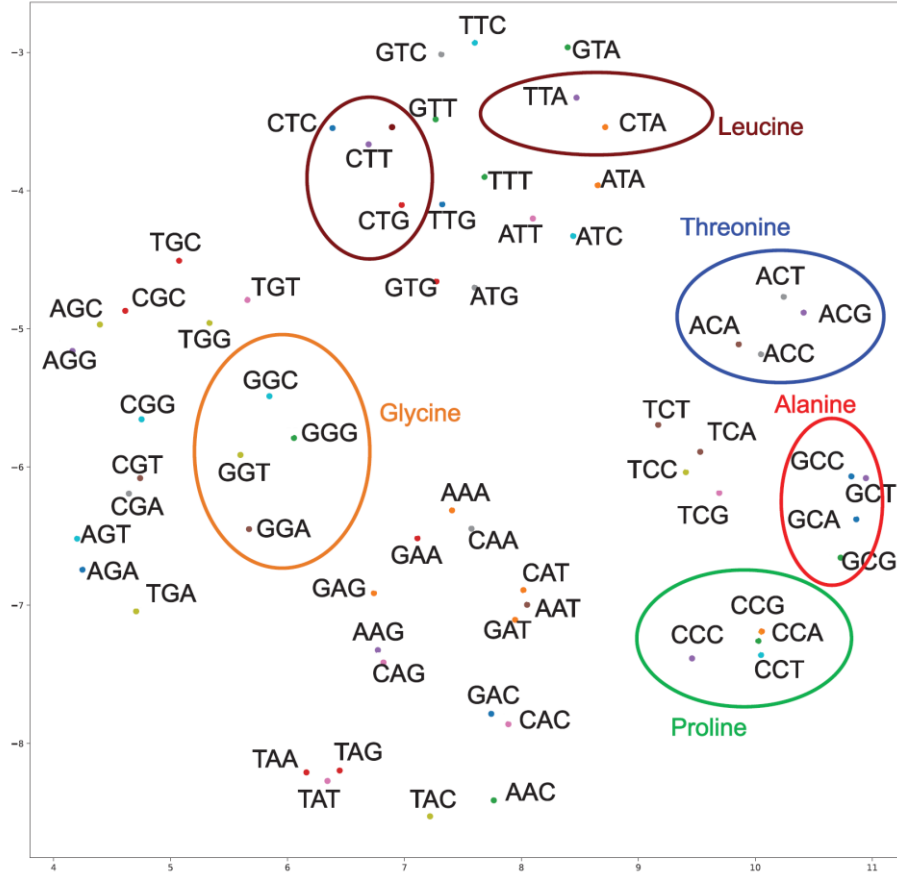 TTC
GTC
GTA
−3
TTA
CTA
Leucine
GTT
CTC
CTT
CTG
−4
TTT
ATA
TTG
ATT
ATC
TGC
Threonine
GTG
ATG
TGT
AGC
CGC
ACT
ACG
TGG
−5
AGG
ACA
ACC
GGC
Glycine
Alanine
CGG
GGG
TCT
TCA
GCC
CGT
GGT
TCC
−6
GCT
CGA
AAA
TCG
GCA
GGA
CAA
AGT
GAA
GCG
AGA
CAT
TGA
GAG
AAT
−7
CCG
GAT
CCC
CCA
AAG
CAG
CCT
GAC
CAC
Proline
−8
TAA
TAG
TAT
TAC
AAC
4 5 6 7 8 9 10 11